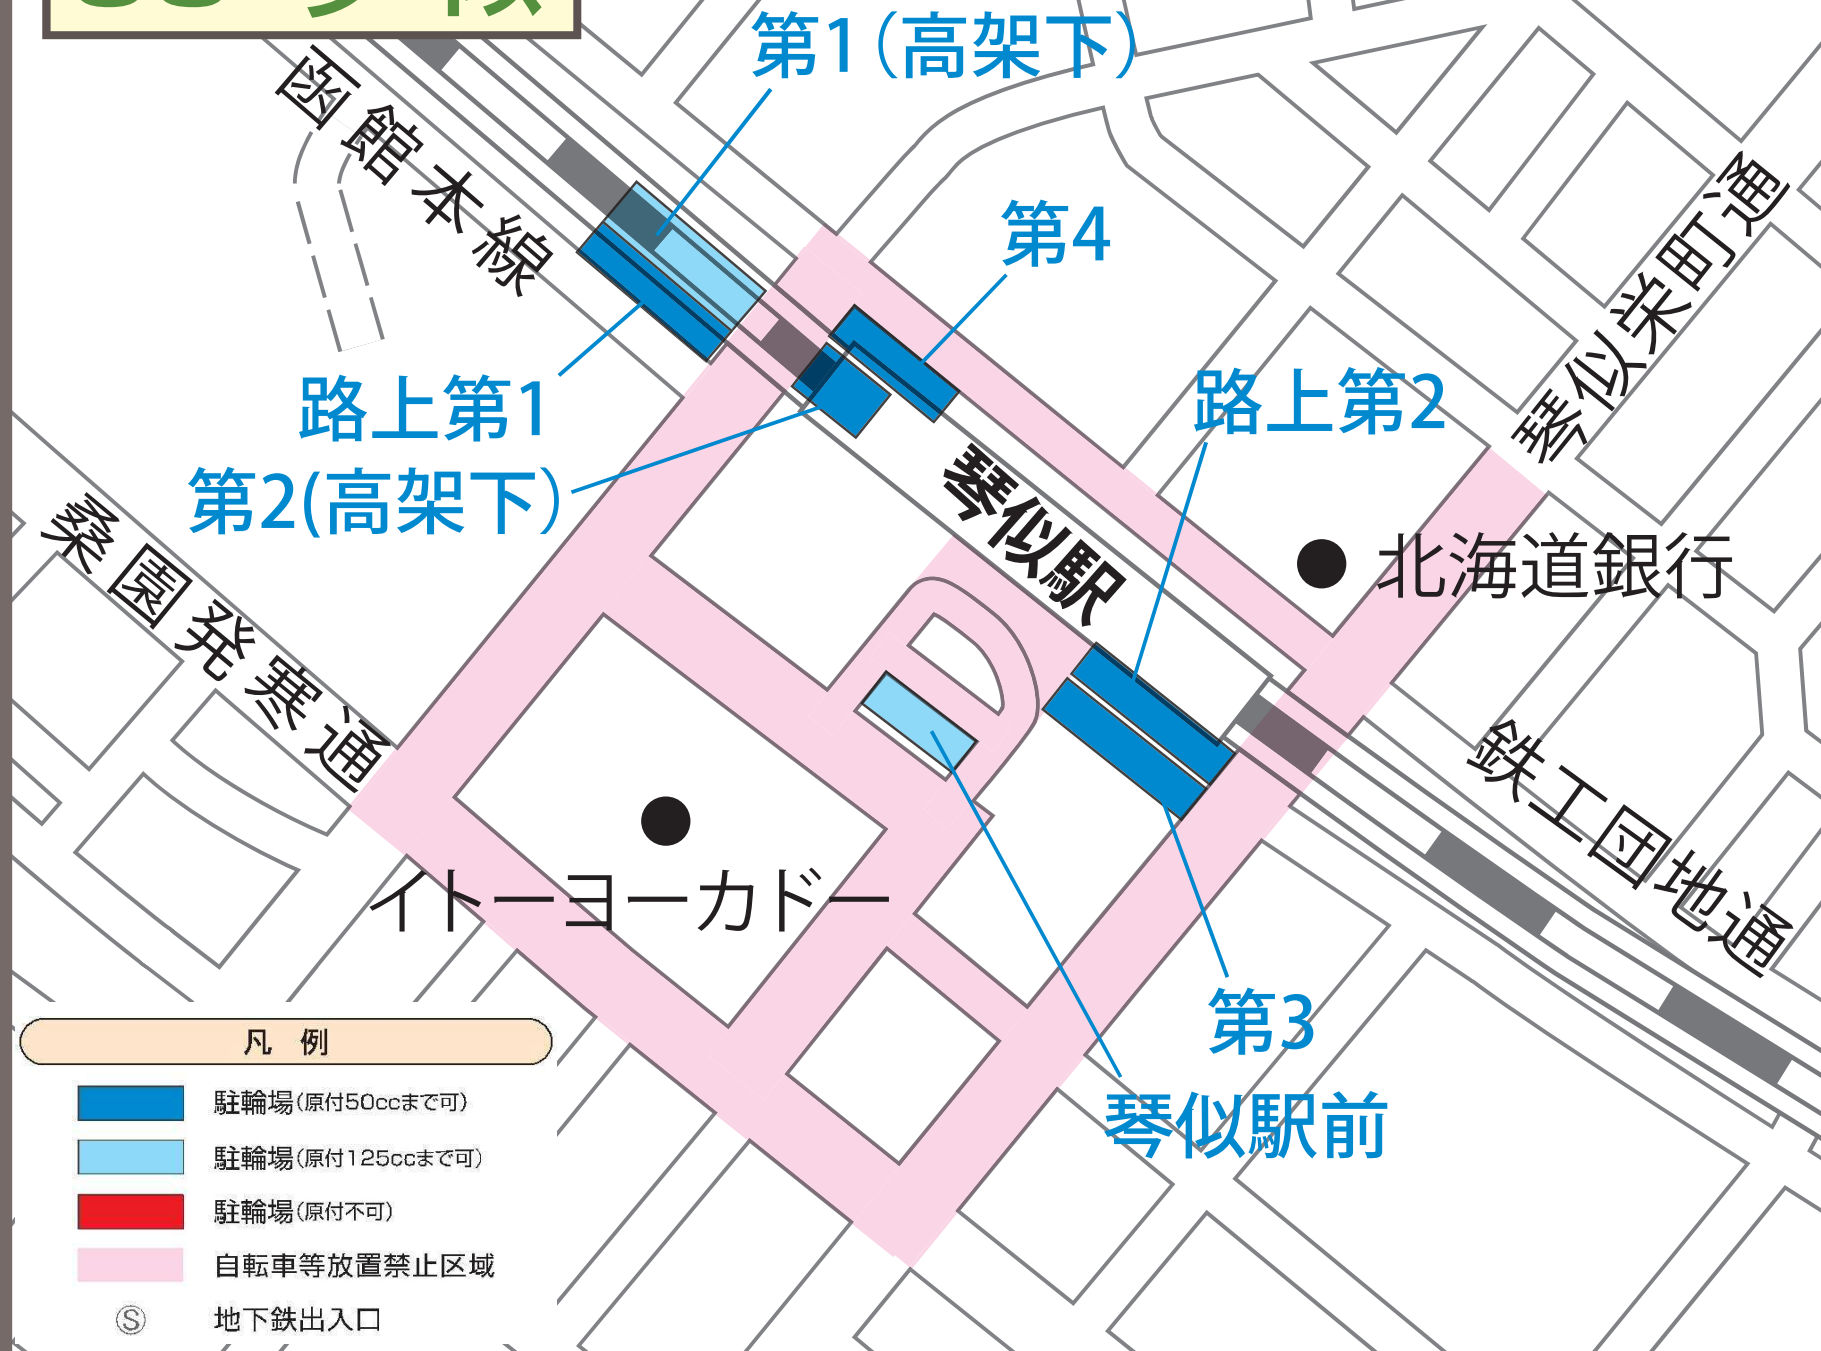 第1(高架下)
函館本線
第4
琴似栄町通
路上第1
路上第2
第2(高架下)
琴似駅
北海道銀行
桑園発寒通
鉄工団地通
イトーヨーカドー
第3
琴似駅前
凡 例
駐輪場(原付50ccまで可)
駐輪場(原付125ccまで可)
駐輪場(原付不可)
自転車等放置禁止区域
Ⓢ 地下鉄出入口